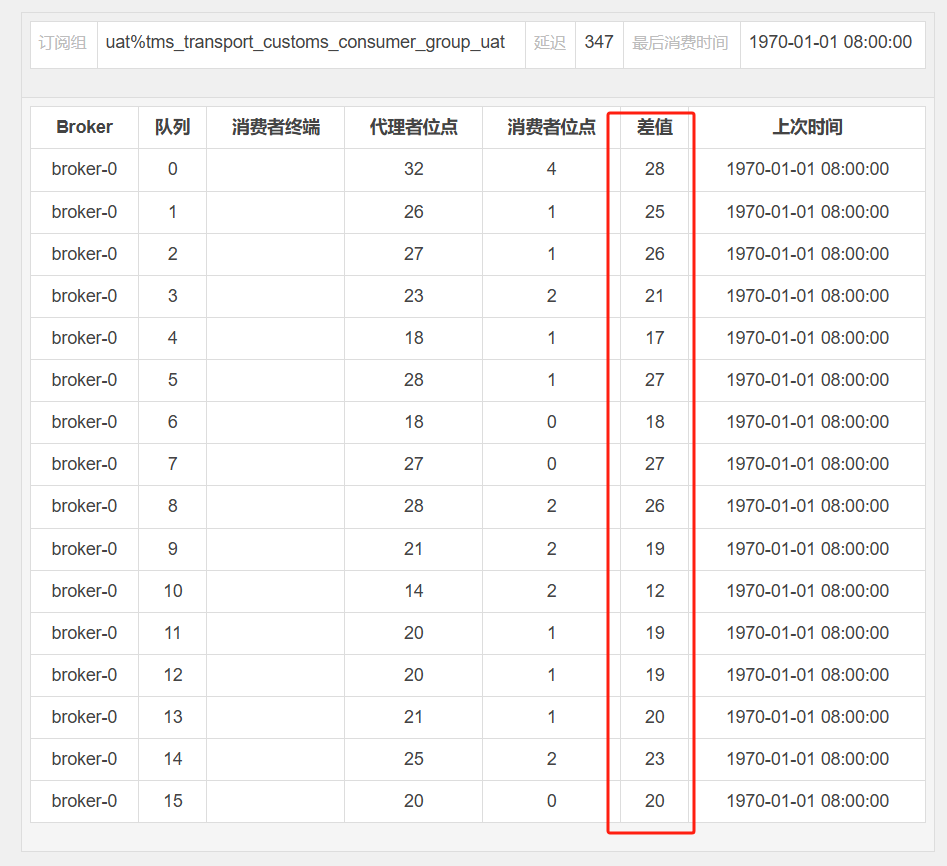 订阅组 uat%tms_transport_customs_consumer_group_uat 延迟 347 最后消费时间 1970-01-01 08:00:00
Broker 队列 消费者终端 代理者位点 消费者位点 差值 上次时间
broker-0 0 32 4 28 1970-01-01 08:00:00
broker-0 1 26 1 25 1970-01-01 08:00:00
broker-0 2 27 1 26 1970-01-01 08:00:00
broker-0 3 23 2 21 1970-01-01 08:00:00
broker-0 4 18 1 17 1970-01-01 08:00:00
broker-0 5 28 1 27 1970-01-01 08:00:00
broker-0 6 18 0 18 1970-01-01 08:00:00
broker-0 7 27 0 27 1970-01-01 08:00:00
broker-0 8 28 2 26 1970-01-01 08:00:00
broker-0 9 21 2 19 1970-01-01 08:00:00
broker-0 10 14 2 12 1970-01-01 08:00:00
broker-0 11 20 1 19 1970-01-01 08:00:00
broker-0 12 20 1 19 1970-01-01 08:00:00
broker-0 13 21 1 20 1970-01-01 08:00:00
broker-0 14 25 2 23 1970-01-01 08:00:00
broker-0 15 20 0 20 1970-01-01 08:00:00